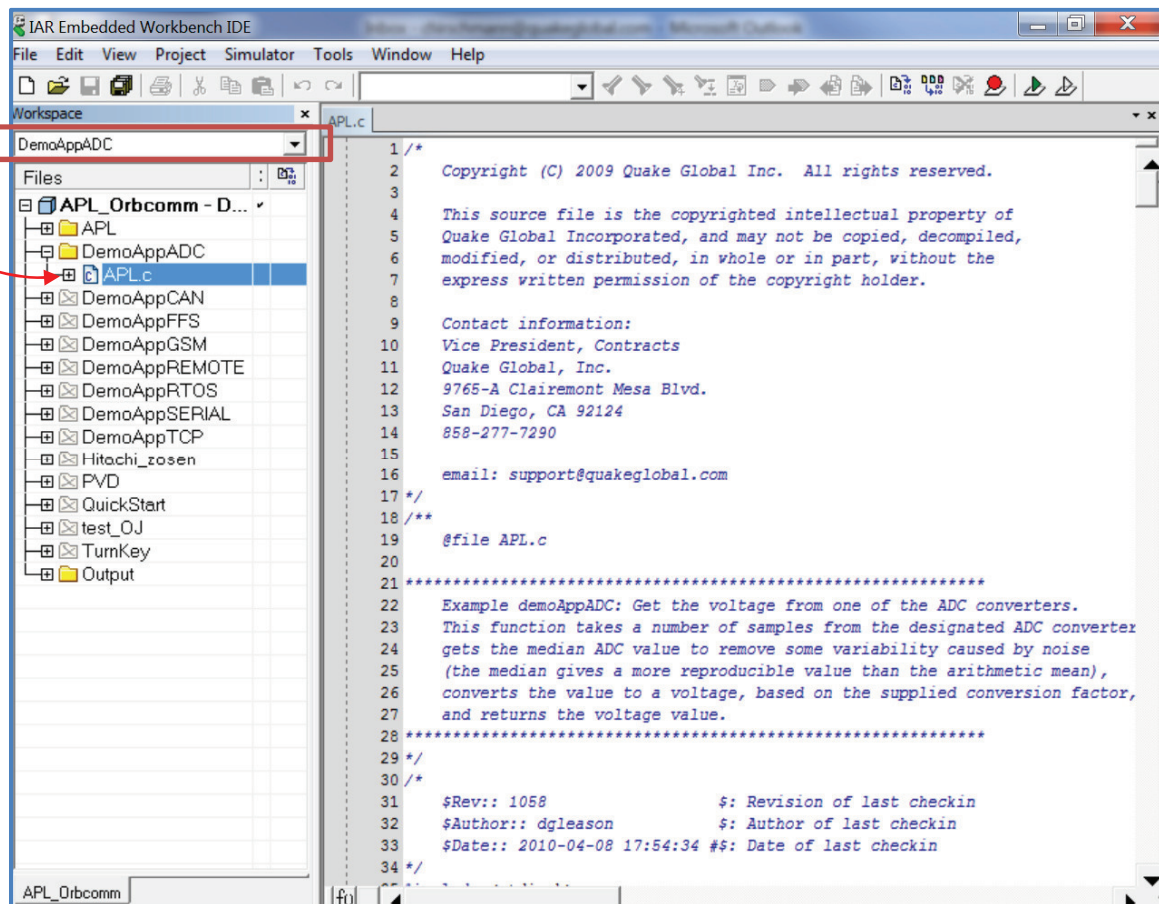 IAR Embedded Workbench IDE
File Edit View Project Simulator Tools Window Help
Workspace
DemoAppADC
Files
APL_Orbcomm - D...
APL
DemoAppADC
APL.c
DemoAppCAN
DemoAppFFS
DemoAppGSM
DemoAppREMOTE
DemoAppRTOS
DemoAppSERIAL
DemoAppTCP
Hitachi_zosen
PVD
QuickStart
test_OJ
TurnKey
Output
APL_Orbcomm
APL.c
1 /*
2 Copyright (C) 2009 Quake Global Inc. All rights reserved.
3
4 This source file is the copyrighted intellectual property of
5 Quake Global Incorporated, and may not be copied, decompiled,
6 modified, or distributed, in whole or in part, without the
7 express written permission of the copyright holder.
8
9 Contact information:
10 Vice President, Contracts
11 Quake Global, Inc.
12 9765-A Clairemont Mesa Blvd.
13 San Diego, CA 92124
14 858-277-7290
15
16 email: support@quakeglobal.com
17 */
18 /**
19 @file APL.c
20
21 *************************************************************
22 Example demoAppADC: Get the voltage from one of the ADC converters.
23 This function takes a number of samples from the designated ADC converter
24 gets the median ADC value to remove some variability caused by noise
25 (the median gives a more reproducible value than the arithmetic mean),
26 converts the value to a voltage, based on the supplied conversion factor,
27 and returns the voltage value.
28 *************************************************************
29 */
30 /*
31 $Rev:: 1058 $: Revision of last checkin
32 $Author:: dgleason $: Author of last checkin
33 $Date:: 2010-04-08 17:54:34 #$: Date of last checkin
34 */
f()